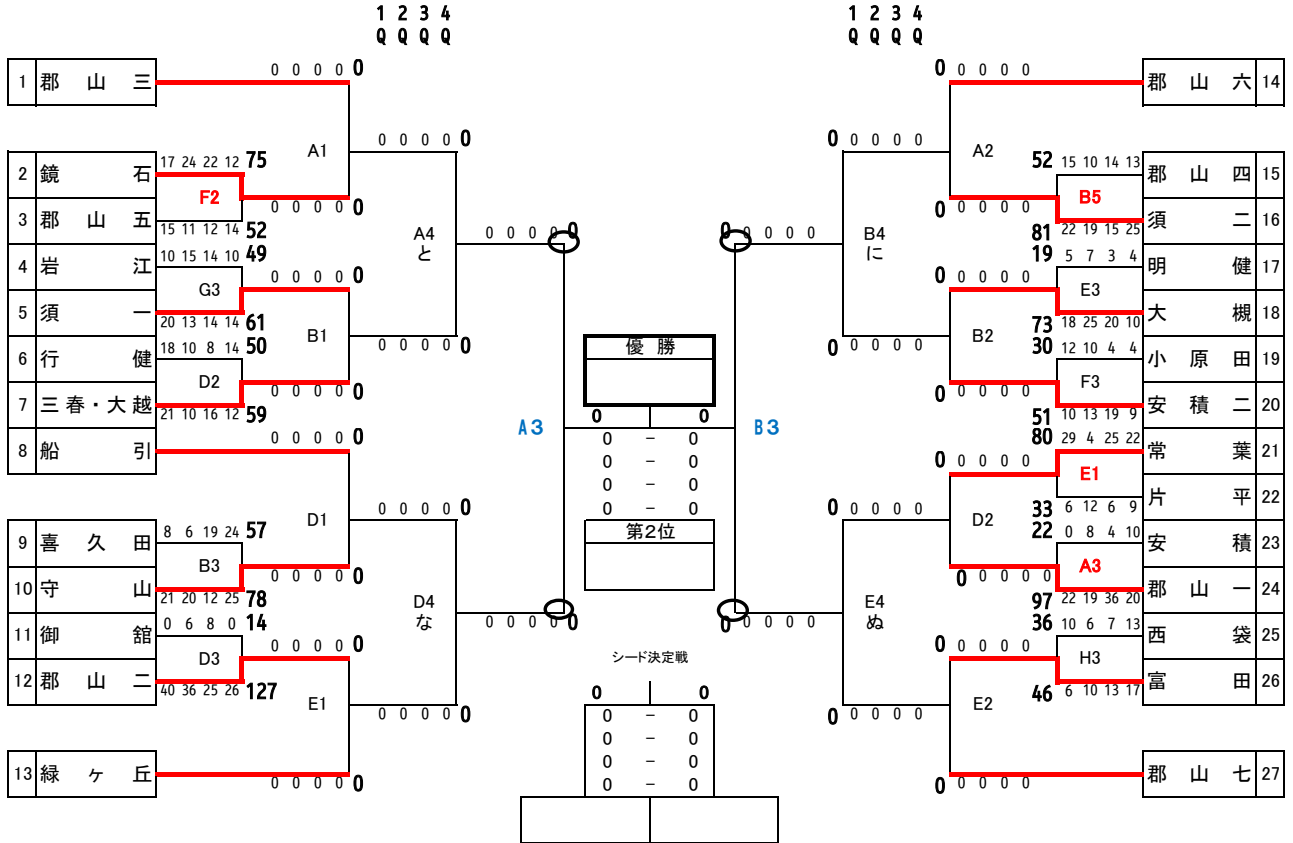 1 2 3 4 1 2 3 4
Q Q Q Q Q Q Q Q
1 郡 山 三 0 0 0 0 0 0 0 0 0 0 郡 山 六 14
0 0 0 0 0 0 0 0 0 0
A1 A2
2 鏡 石 17 24 22 12 75 52 15 10 14 13 郡 山 四 15
F2 B5
3 郡 山 五 15 11 12 14 52 0 0 0 0 0 0 0 0 0 0 81 22 19 15 25 須 二 16
A4 と 0 0 0 0 0 0 0 0 0 0 B4 に
4 岩 江 10 15 14 10 49 19 5 7 3 4 明 健 17
G3 0 0 0 0 0 0 0 0 0 0 E3
5 須 一 20 13 14 14 61 73 18 25 20 10 大 槻 18
B1 B2
0 0 0 0 0 優 勝 0 0 0 0 0
6 行 健 18 10 8 14 50 30 12 10 4 4 小 原 田 19
D2 F3
7 三 春・大 越 21 10 16 12 59 0 0 0 0 0 0 0 0 0 0 51 10 13 19 9 安 積 二 20
0 0
A3 B3
8 船 引 0 0 0 0 0 0 － 0 80 29 4 25 22 常 葉 21
0 － 0 0 0 0 0 0 E1
0 － 0
0 － 0 33 6 12 6 9 片 平 22
0 0 0 0 0 0 0 0 0 0
D1 第2位 D2
9 喜 久 田 8 6 19 24 57 22 0 8 4 10 安 積 23
B3 A3
0 0 0 0 0 0 0 0 0 0
10 守 山 21 20 12 25 78 97 22 19 36 20 郡 山 一 24
D4 な 0 0 0 0 0 0 0 0 0 0 E4 ぬ
11 御 舘 0 6 8 0 14 36 10 6 7 13 西 袋 25
D3 0 0 0 0 0 シード決定戦 0 0 0 0 0 H3
12 郡 山 二 40 36 25 26 127 46 6 10 13 17 富 田 26
0 0
E1 E2
0 0 0 0 0 0 － 0 0 0 0 0 0
0 － 0
0 － 0
13 緑 ヶ 丘 0 0 0 0 0 0 － 0 0 0 0 0 0 郡 山 七 27